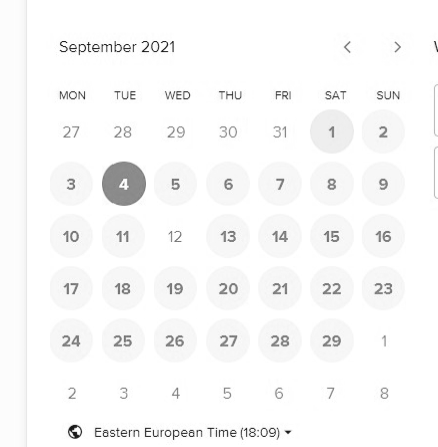 September 2021
MON TUE WED THU FRI SAT SUN
27 28 29 30 31 1 2
3 4 5 6 7 8 9
10 11 12 13 14 15 16
17 18 19 20 21 22 23
24 25 26 27 28 29 1
2 3 4 5 6 7 8
Eastern European Time (18:09)